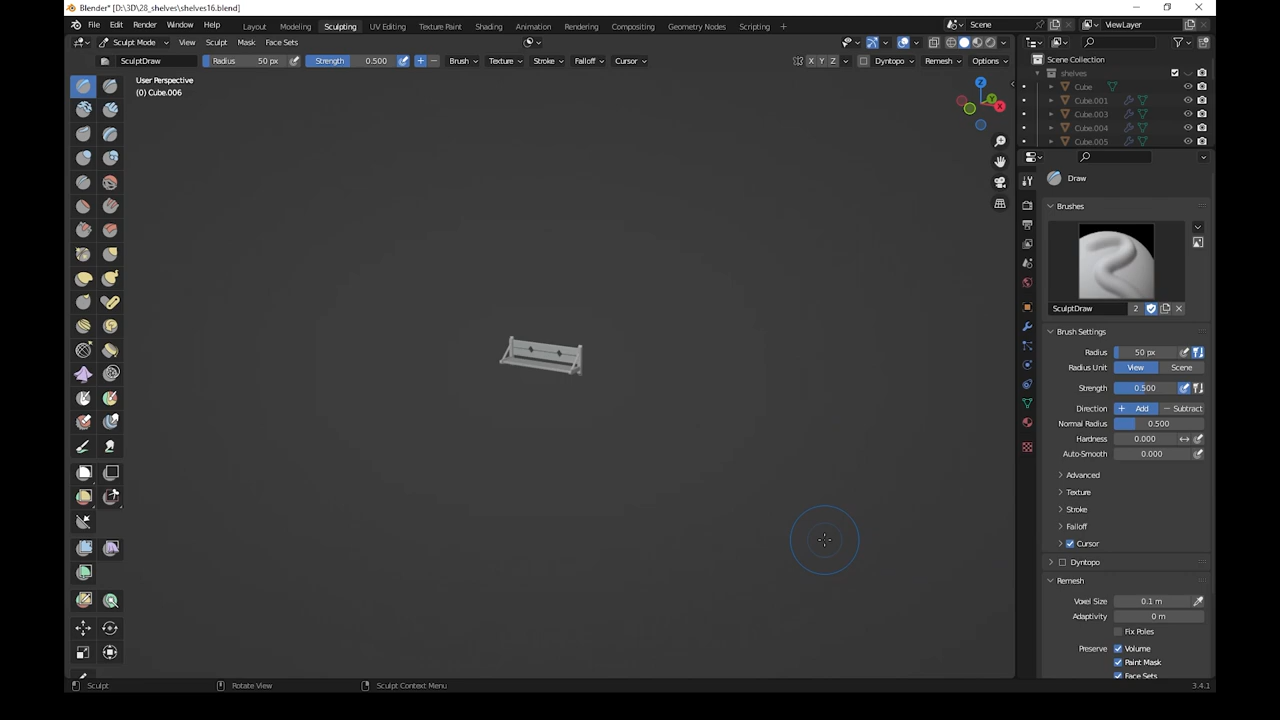 Blender* [D:\3D\28_shelves\shelves16.blend]
File Edit Render Window Help Layout Modeling Sculpting UV Editing Texture Paint Shading Animation Rendering Compositing Geometry Nodes Scripting + Scene ViewLayer
Sculpt Mode View Sculpt Mask Face Sets
SculptDraw Radius 50 px Strength 0.500 + − Brush Texture Stroke Falloff Cursor X Y Z Dyntopo Remesh Options
User Perspective
(0) Cube.006
Z
Y
X
Scene Collection
shelves
Cube
Cube.001
Cube.003
Cube.004
Cube.005
Draw
Brushes
SculptDraw 2
Brush Settings
Radius 50 px
Radius Unit View Scene
Strength 0.500
Direction + Add − Subtract
Normal Radius 0.500
Hardness 0.000
Auto-Smooth 0.000
Advanced
Texture
Stroke
Falloff
Cursor
Dyntopo
Remesh
Voxel Size 0.1 m
Adaptivity 0 m
Fix Poles
Preserve Volume
Paint Mask
Face Sets
Sculpt Rotate View Sculpt Context Menu 3.4.1